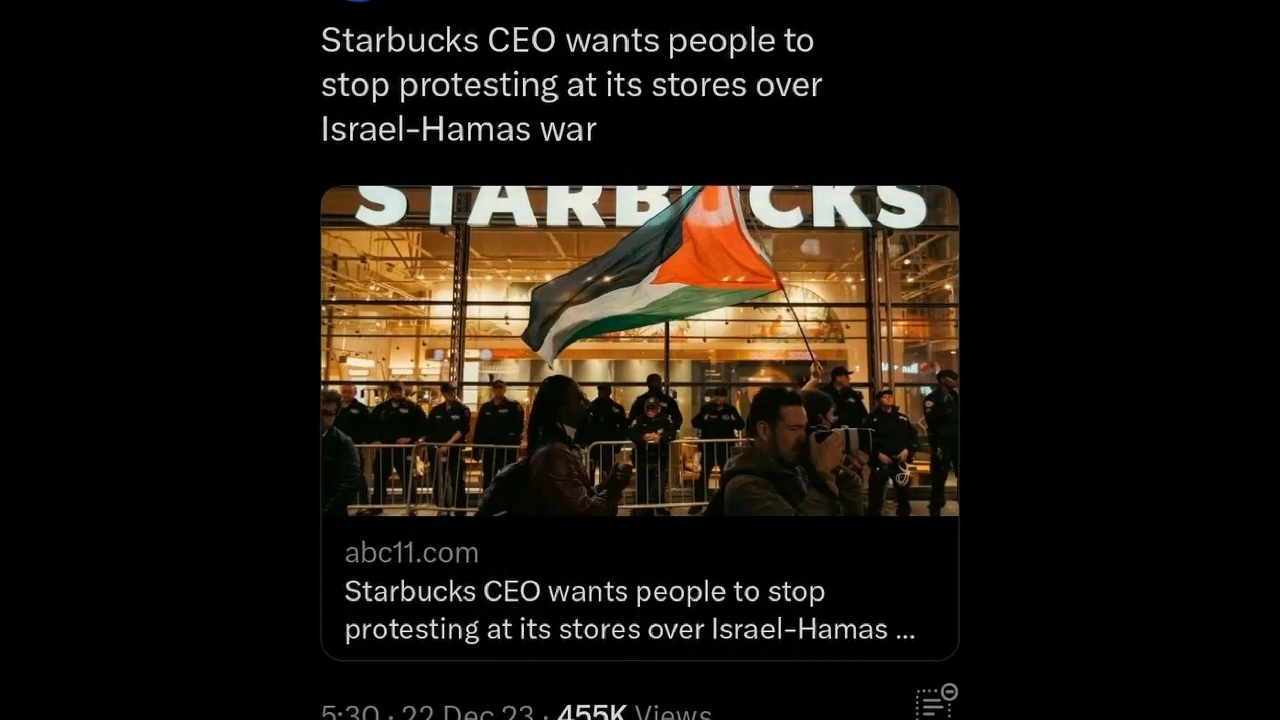 Starbucks CEO wants people to
stop protesting at its stores over
Israel-Hamas war
STARBUCKS
abc11.com
Starbucks CEO wants people to stop
protesting at its stores over Israel-Hamas ...
5:30 · 22 Dec 23 · 455K Views